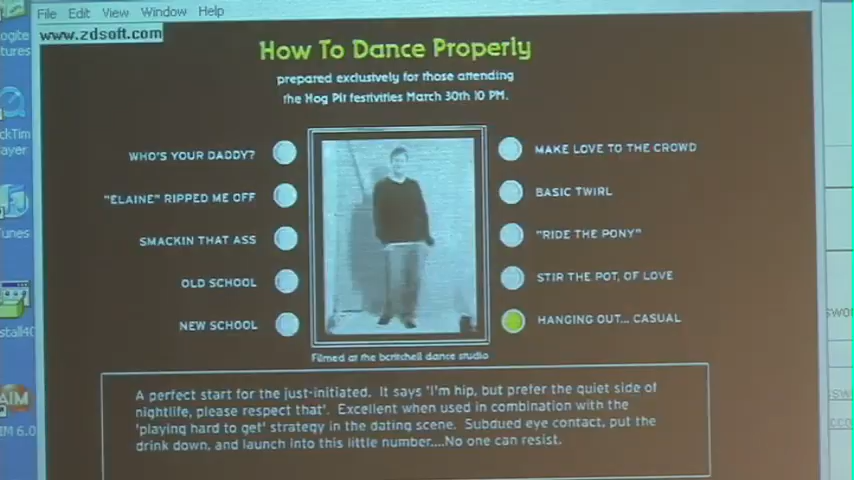 File Edit View Window Help
www.zdsoft.com
How To Dance Properly
prepared exclusively for those attending
the Hog Pit festivities March 30th 10 PM.
WHO'S YOUR DADDY?
MAKE LOVE TO THE CROWD
"ELAINE" RIPPED ME OFF
BASIC TWIRL
SMACKIN THAT ASS
"RIDE THE PONY"
OLD SCHOOL
STIR THE POT, OF LOVE
NEW SCHOOL
HANGING OUT... CASUAL
Filmed at the bcritchell dance studio
A perfect start for the just-initiated. It says 'I'm hip, but prefer the quiet side of
nightlife, please respect that'. Excellent when used in combination with the
'playing hard to get' strategy in the dating scene. Subdued eye contact, put the
drink down, and launch into this little number....No one can resist.
AIM